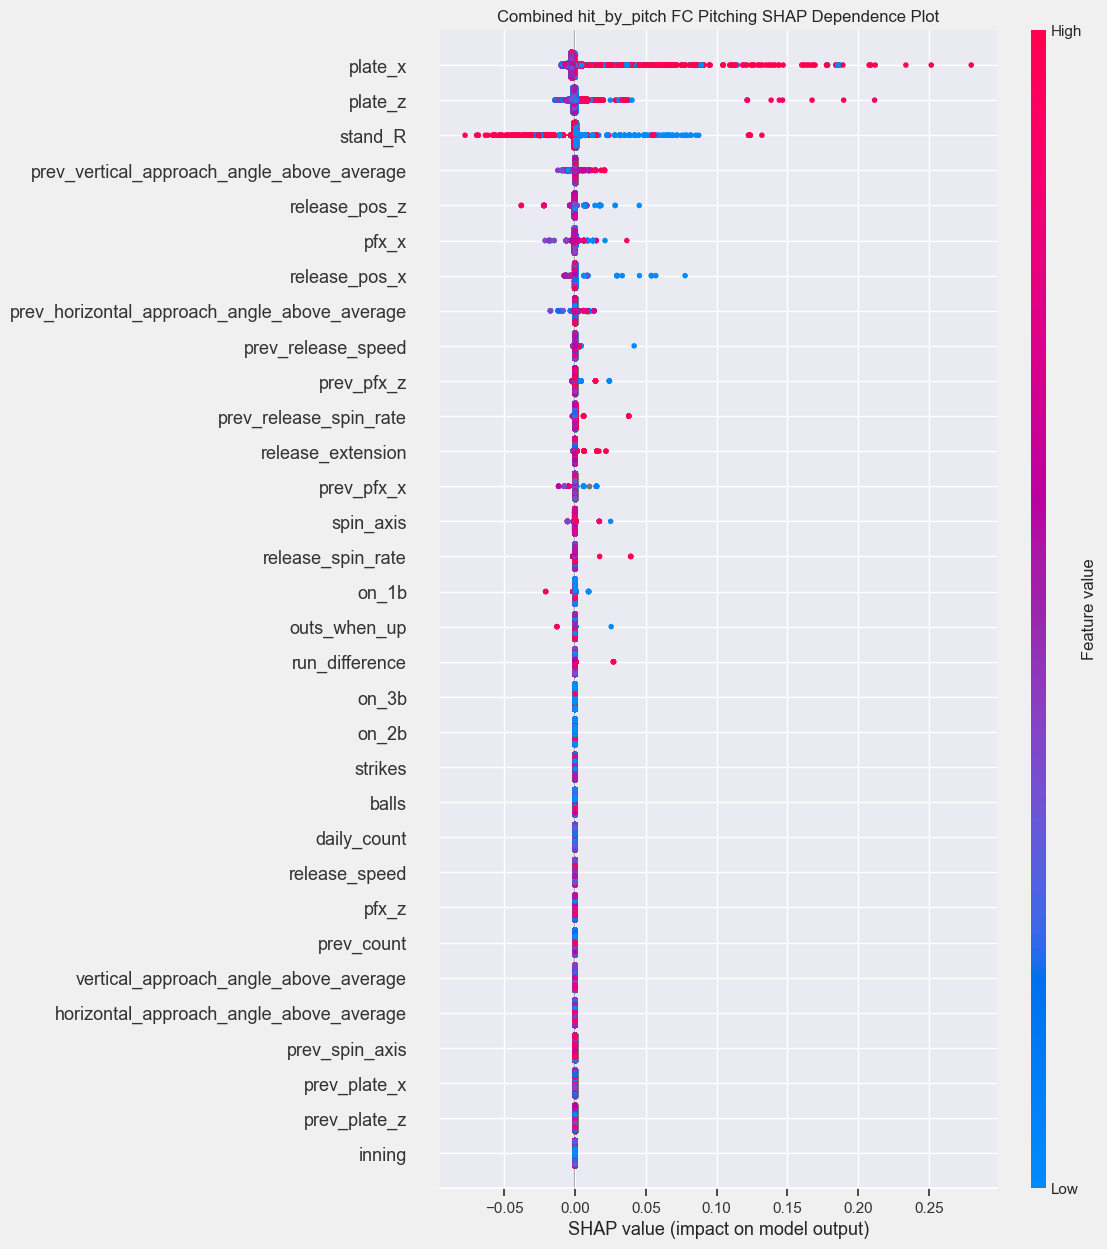 Combined hit_by_pitch FC Pitching SHAP Dependence Plot
High
plate_x
plate_z
stand_R
prev_vertical_approach_angle_above_average
release_pos_z
pfx_x
release_pos_x
prev_horizontal_approach_angle_above_average
prev_release_speed
prev_pfx_z
prev_release_spin_rate
release_extension
prev_pfx_x
spin_axis
release_spin_rate
on_1b
outs_when_up
run_difference
on_3b
on_2b
strikes
balls
daily_count
release_speed
pfx_z
prev_count
vertical_approach_angle_above_average
horizontal_approach_angle_above_average
prev_spin_axis
prev_plate_x
prev_plate_z
inning
Feature value
Low
−0.05 0.00 0.05 0.10 0.15 0.20 0.25
SHAP value (impact on model output)